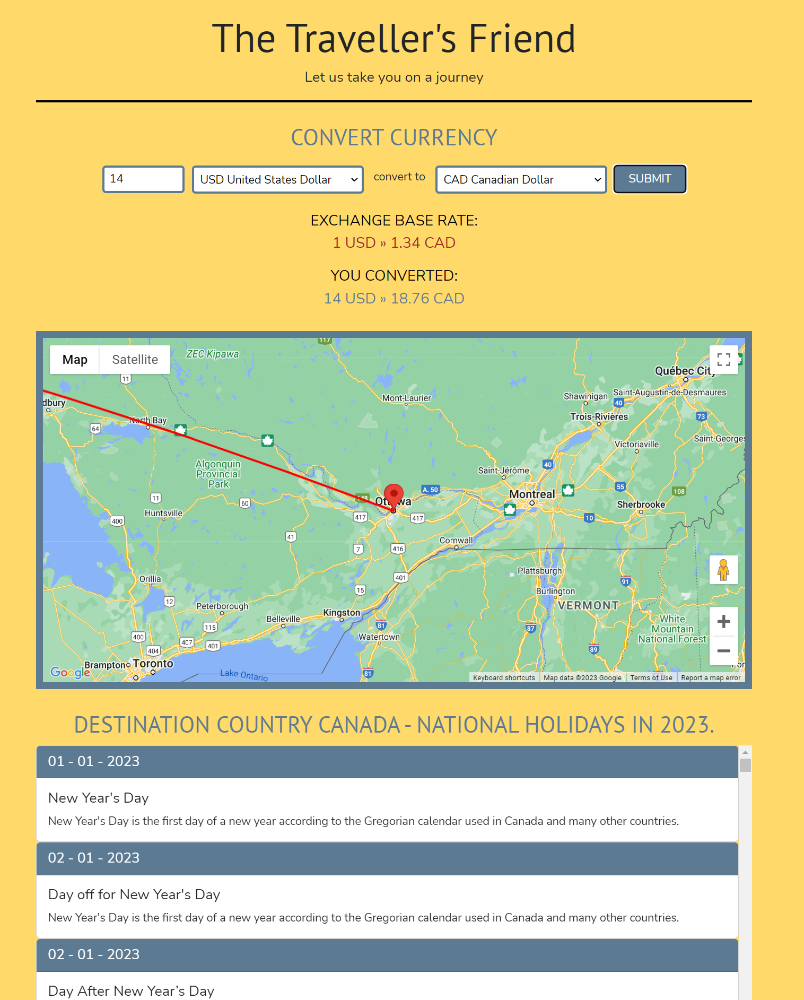 The Traveller's Friend
Let us take you on a journey
CONVERT CURRENCY
14
USD United States Dollar
convert to
CAD Canadian Dollar
SUBMIT
EXCHANGE BASE RATE:
1 USD » 1.34 CAD
YOU CONVERTED:
14 USD » 18.76 CAD
Map
Satellite
ZEC Kipawa
117
11
Québec City
Saint-Augustin-de-Desmaures
Shawinigan
Mont-Laurier
dbury
40
Trois-Rivières
73
North Bay
64
Saint-Georges
Victoriaville
Algonquin
Provincial
Park
40
Saint-Jérôme
A. 50
55
108
Montreal
148
Ottawa
11
60
Sherbrooke
Huntsville
417
417
10
400
41
Cornwall
7
416
Plattsburgh
401
Orillia
91
15
Burlington
12
VERMONT
Peterborough
Kingston
Belleville
White
Mountain
National Forest
115
81
87
400
Watertown
407
401
404
89
Brampton
Toronto
Google
Lake Ontario
81
Keyboard shortcuts
Map data ©2023 Google
Terms of Use
Report a map error
DESTINATION COUNTRY CANADA - NATIONAL HOLIDAYS IN 2023.
01 - 01 - 2023
New Year's Day
New Year's Day is the first day of a new year according to the Gregorian calendar used in Canada and many other countries.
02 - 01 - 2023
Day off for New Year's Day
New Year's Day is the first day of a new year according to the Gregorian calendar used in Canada and many other countries.
02 - 01 - 2023
Day After New Year’s Day